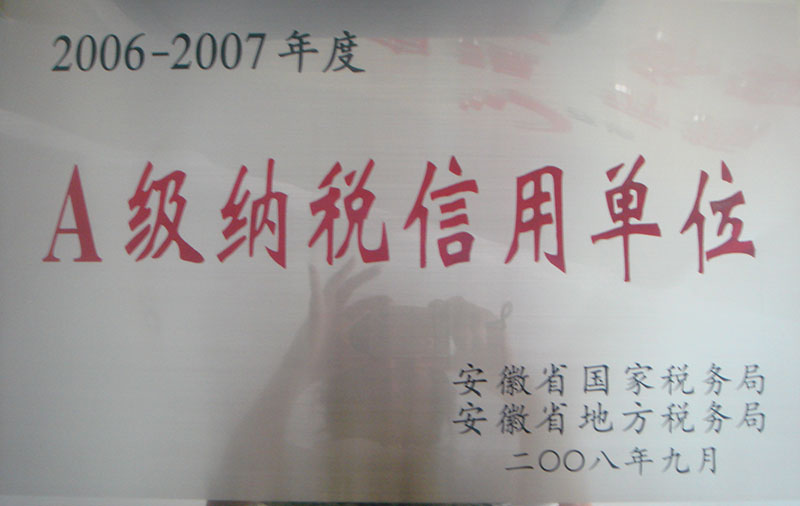 2006-2007年度
A级纳税信用单位
安徽省国家税务局
安徽省地方税务局
二〇〇八年九月